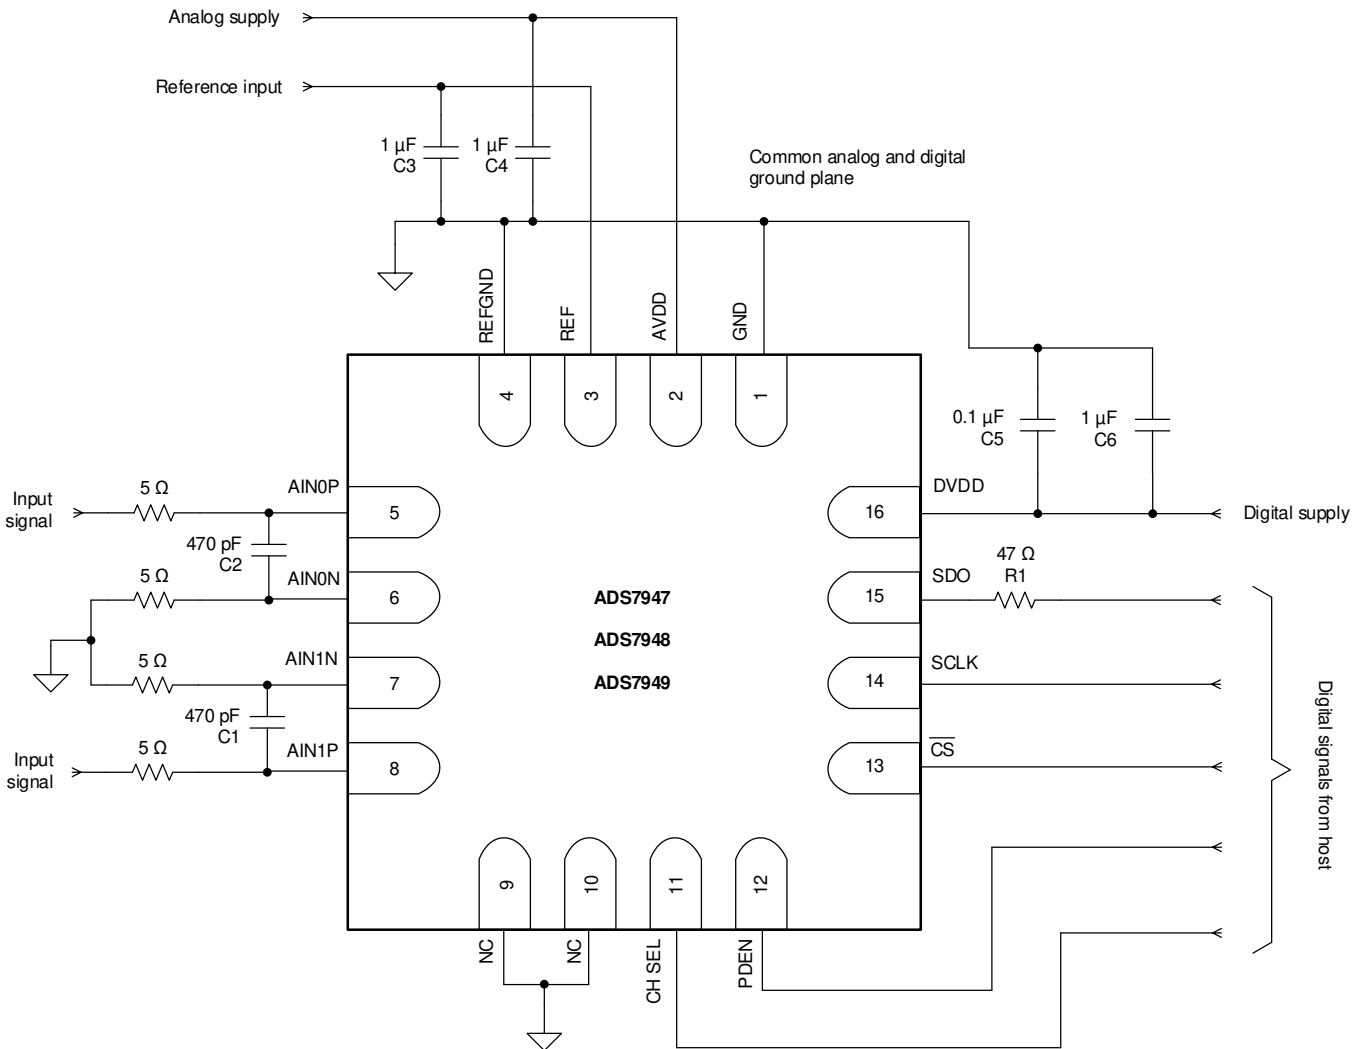 Analog supply
Reference input
1 µF
C3
1 µF
C4
Common analog and digital
ground plane
REFGND
REF
AVDD
GND
4
3
2
1
0.1 µF
C5
1 µF
C6
Input
signal
5 Ω
AIN0P
5
470 pF
C2
5 Ω
AIN0N
6
5 Ω
AIN1N
7
470 pF
C1
Input
signal
5 Ω
AIN1P
8
ADS7947
ADS7948
ADS7949
DVDD
16
Digital supply
47 Ω
R1
SDO
15
SCLK
14
CS
13
Digital signals from host
9
10
11
12
NC
NC
CH SEL
PDEN